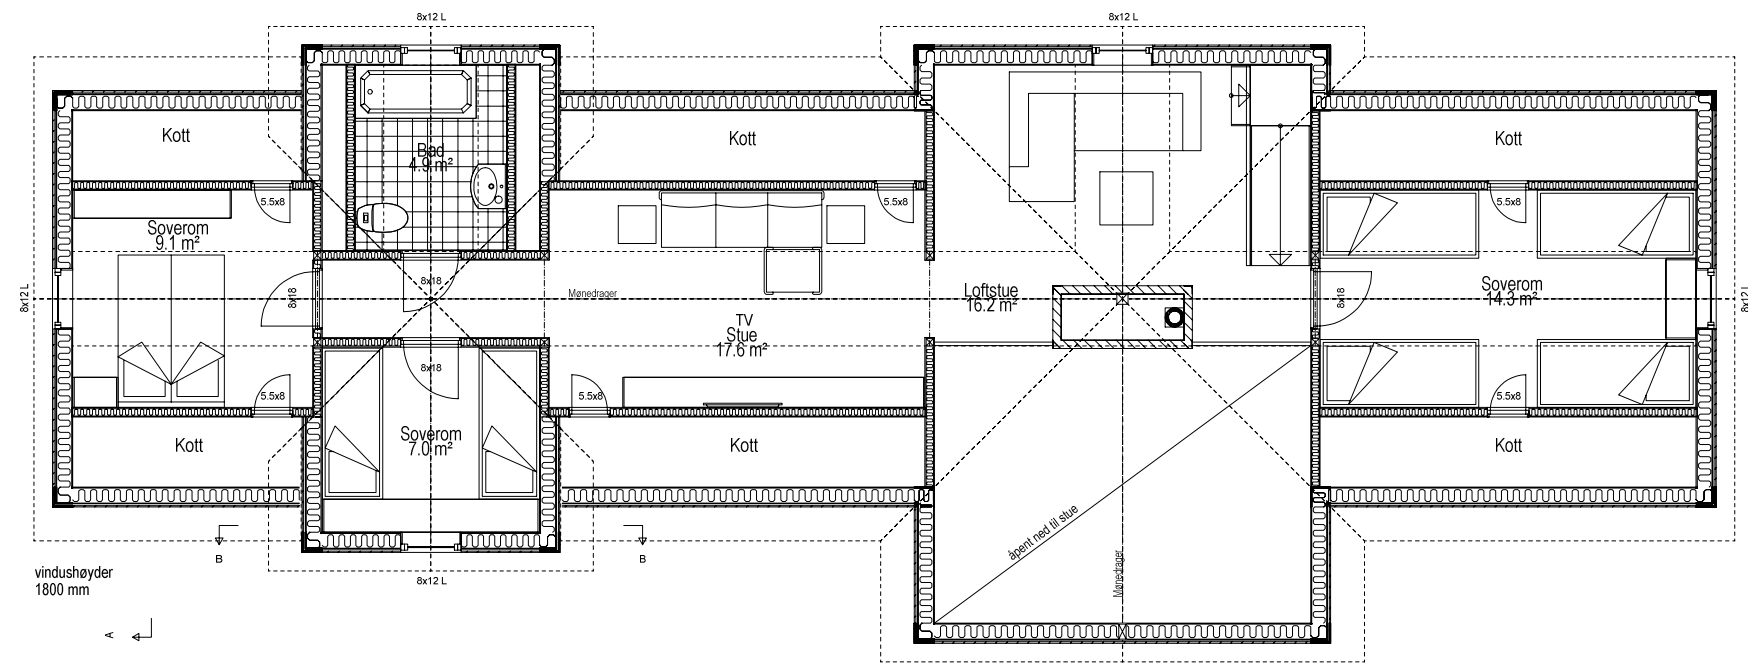 8x12 L
8x12 L
Kott
Bad
4.9 m²
Kott
Kott
5.5x8
5.5x8
5.5x8
Soverom
9.1 m²
8x18
8x18
8x12 L
Mønedrager
Loftstue
16.2 m²
8x18
Soverom
14.3 m²
8x12 L
TV
Stue
17.6 m²
8x18
5.5x8
5.5x8
5.5x8
Soverom
7.0 m²
Kott
Kott
Kott
åpent ned til stue
Mønedrager
B
B
8x12 L
vindushøyder
1800 mm
A